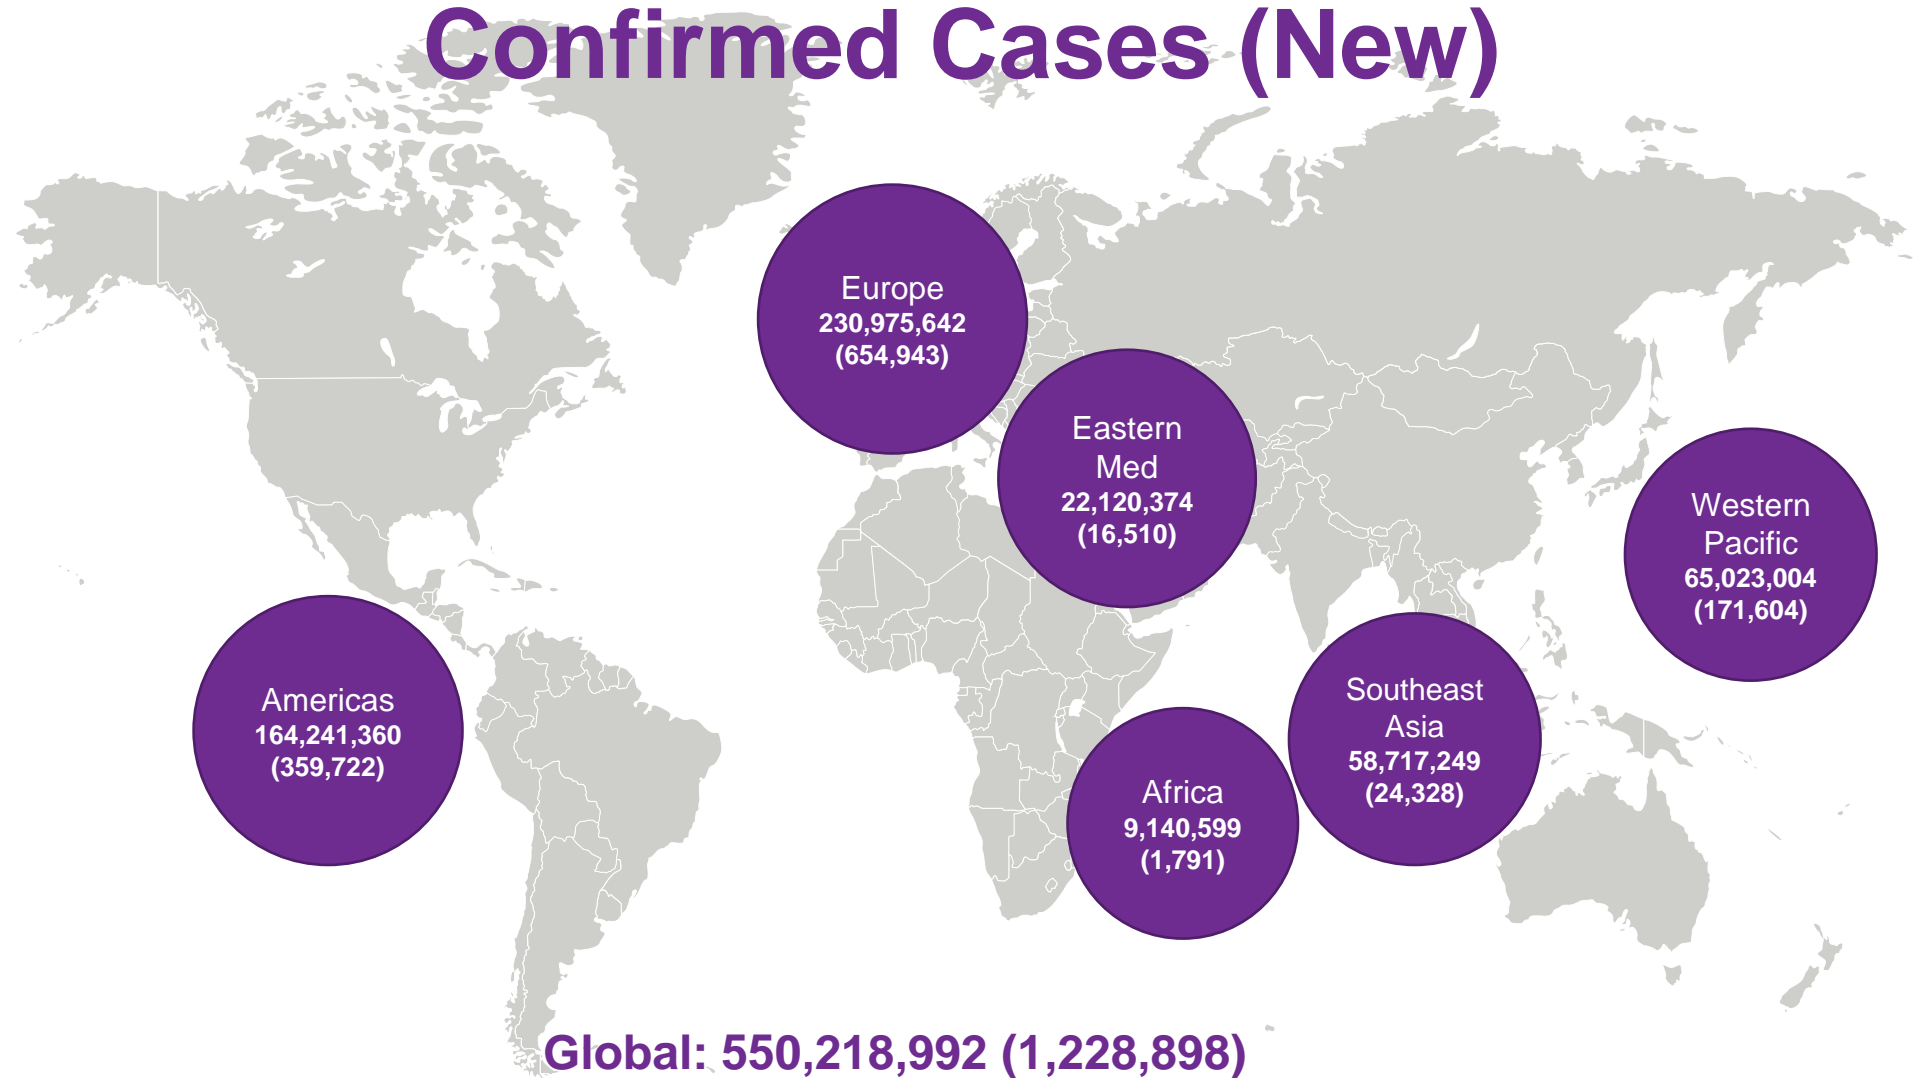 Confirmed Cases (New)
Europe
230,975,642
(654,943)
Eastern
Med
22,120,374
(16,510)
Western
Pacific
65,023,004
(171,604)
Americas
164,241,360
(359,722)
Southeast
Asia
58,717,249
(24,328)
Africa
9,140,599
(1,791)
Global: 550,218,992 (1,228,898)